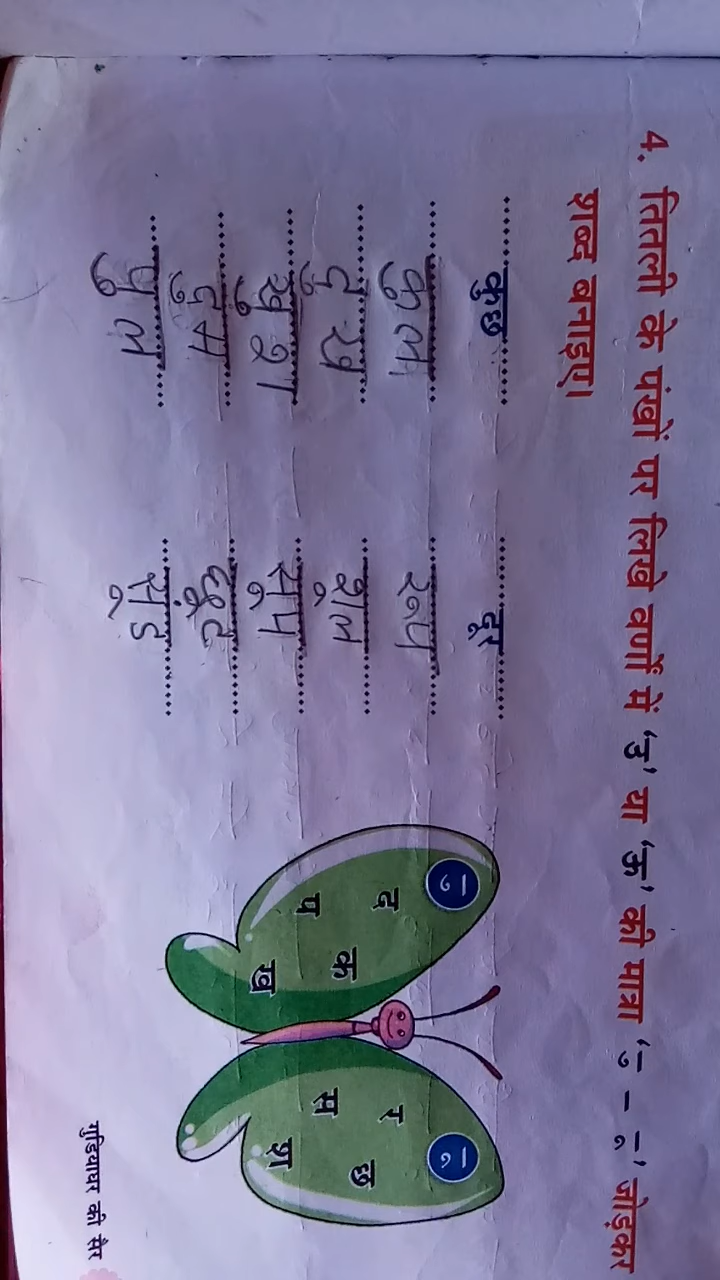 4. तितली के पंखों पर लिखे वर्णों में 'उ' या 'ऊ' की मात्रा 'ु - ू' जोड़कर
शब्द बनाइए।
कुछ दूर
कुल रूप
दुख शूल
खुश सूप
दुम छूट
पुल सूड
ु ू
द र
प क स छ
ख श
गुड़ियाघर की सैर